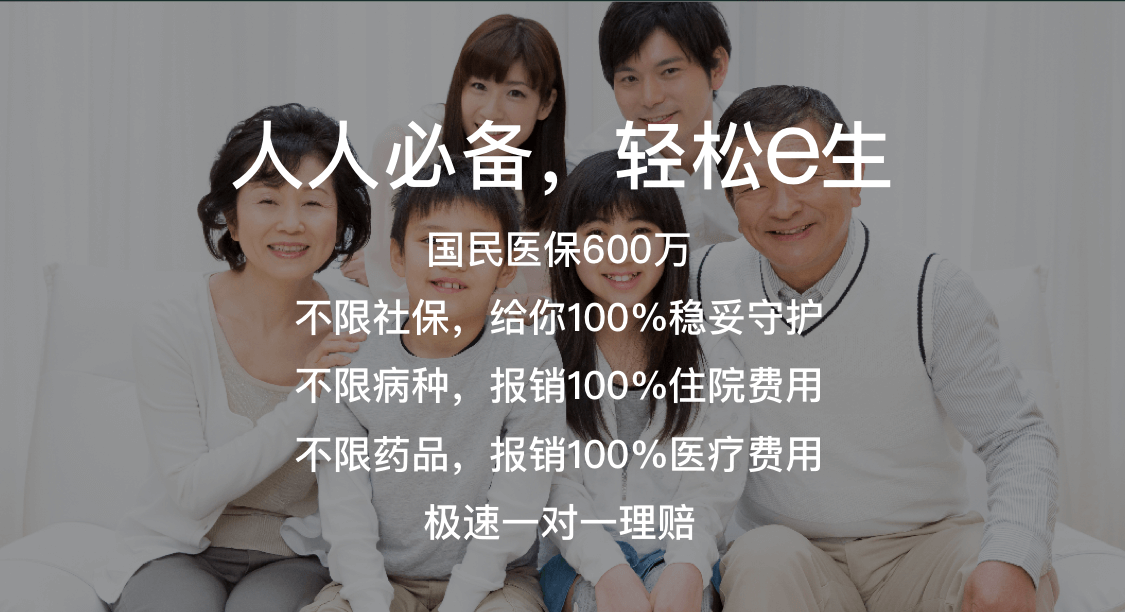 人人必备，轻松e生
国民医保600万
不限社保，给你100%稳妥守护
不限病种，报销100%住院费用
不限药品，报销100%医疗费用
极速一对一理赔